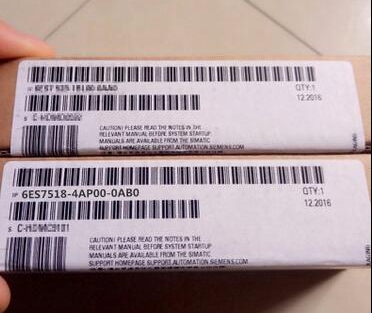 QTY:1
12.2016
S
CAUTION! PLEASE READ THE NOTES IN THE
RELEVANT MANUAL BEFORE SYSTEM STARTUP
MANUALS ARE AVAILABLE FROM THE SIMATIC
SUPPORT HOMEPAGE SUPPORT.AUTOMATION.SIEMENS.COM
1P 6ES7518-4AP00-0AB0
QTY:1
12.2016
S
CAUTION! PLEASE READ THE NOTES IN THE
RELEVANT MANUAL BEFORE SYSTEM STARTUP
MANUALS ARE AVAILABLE FROM THE SIMATIC
SUPPORT HOMEPAGE SUPPORT.AUTOMATION.SIEMENS.COM